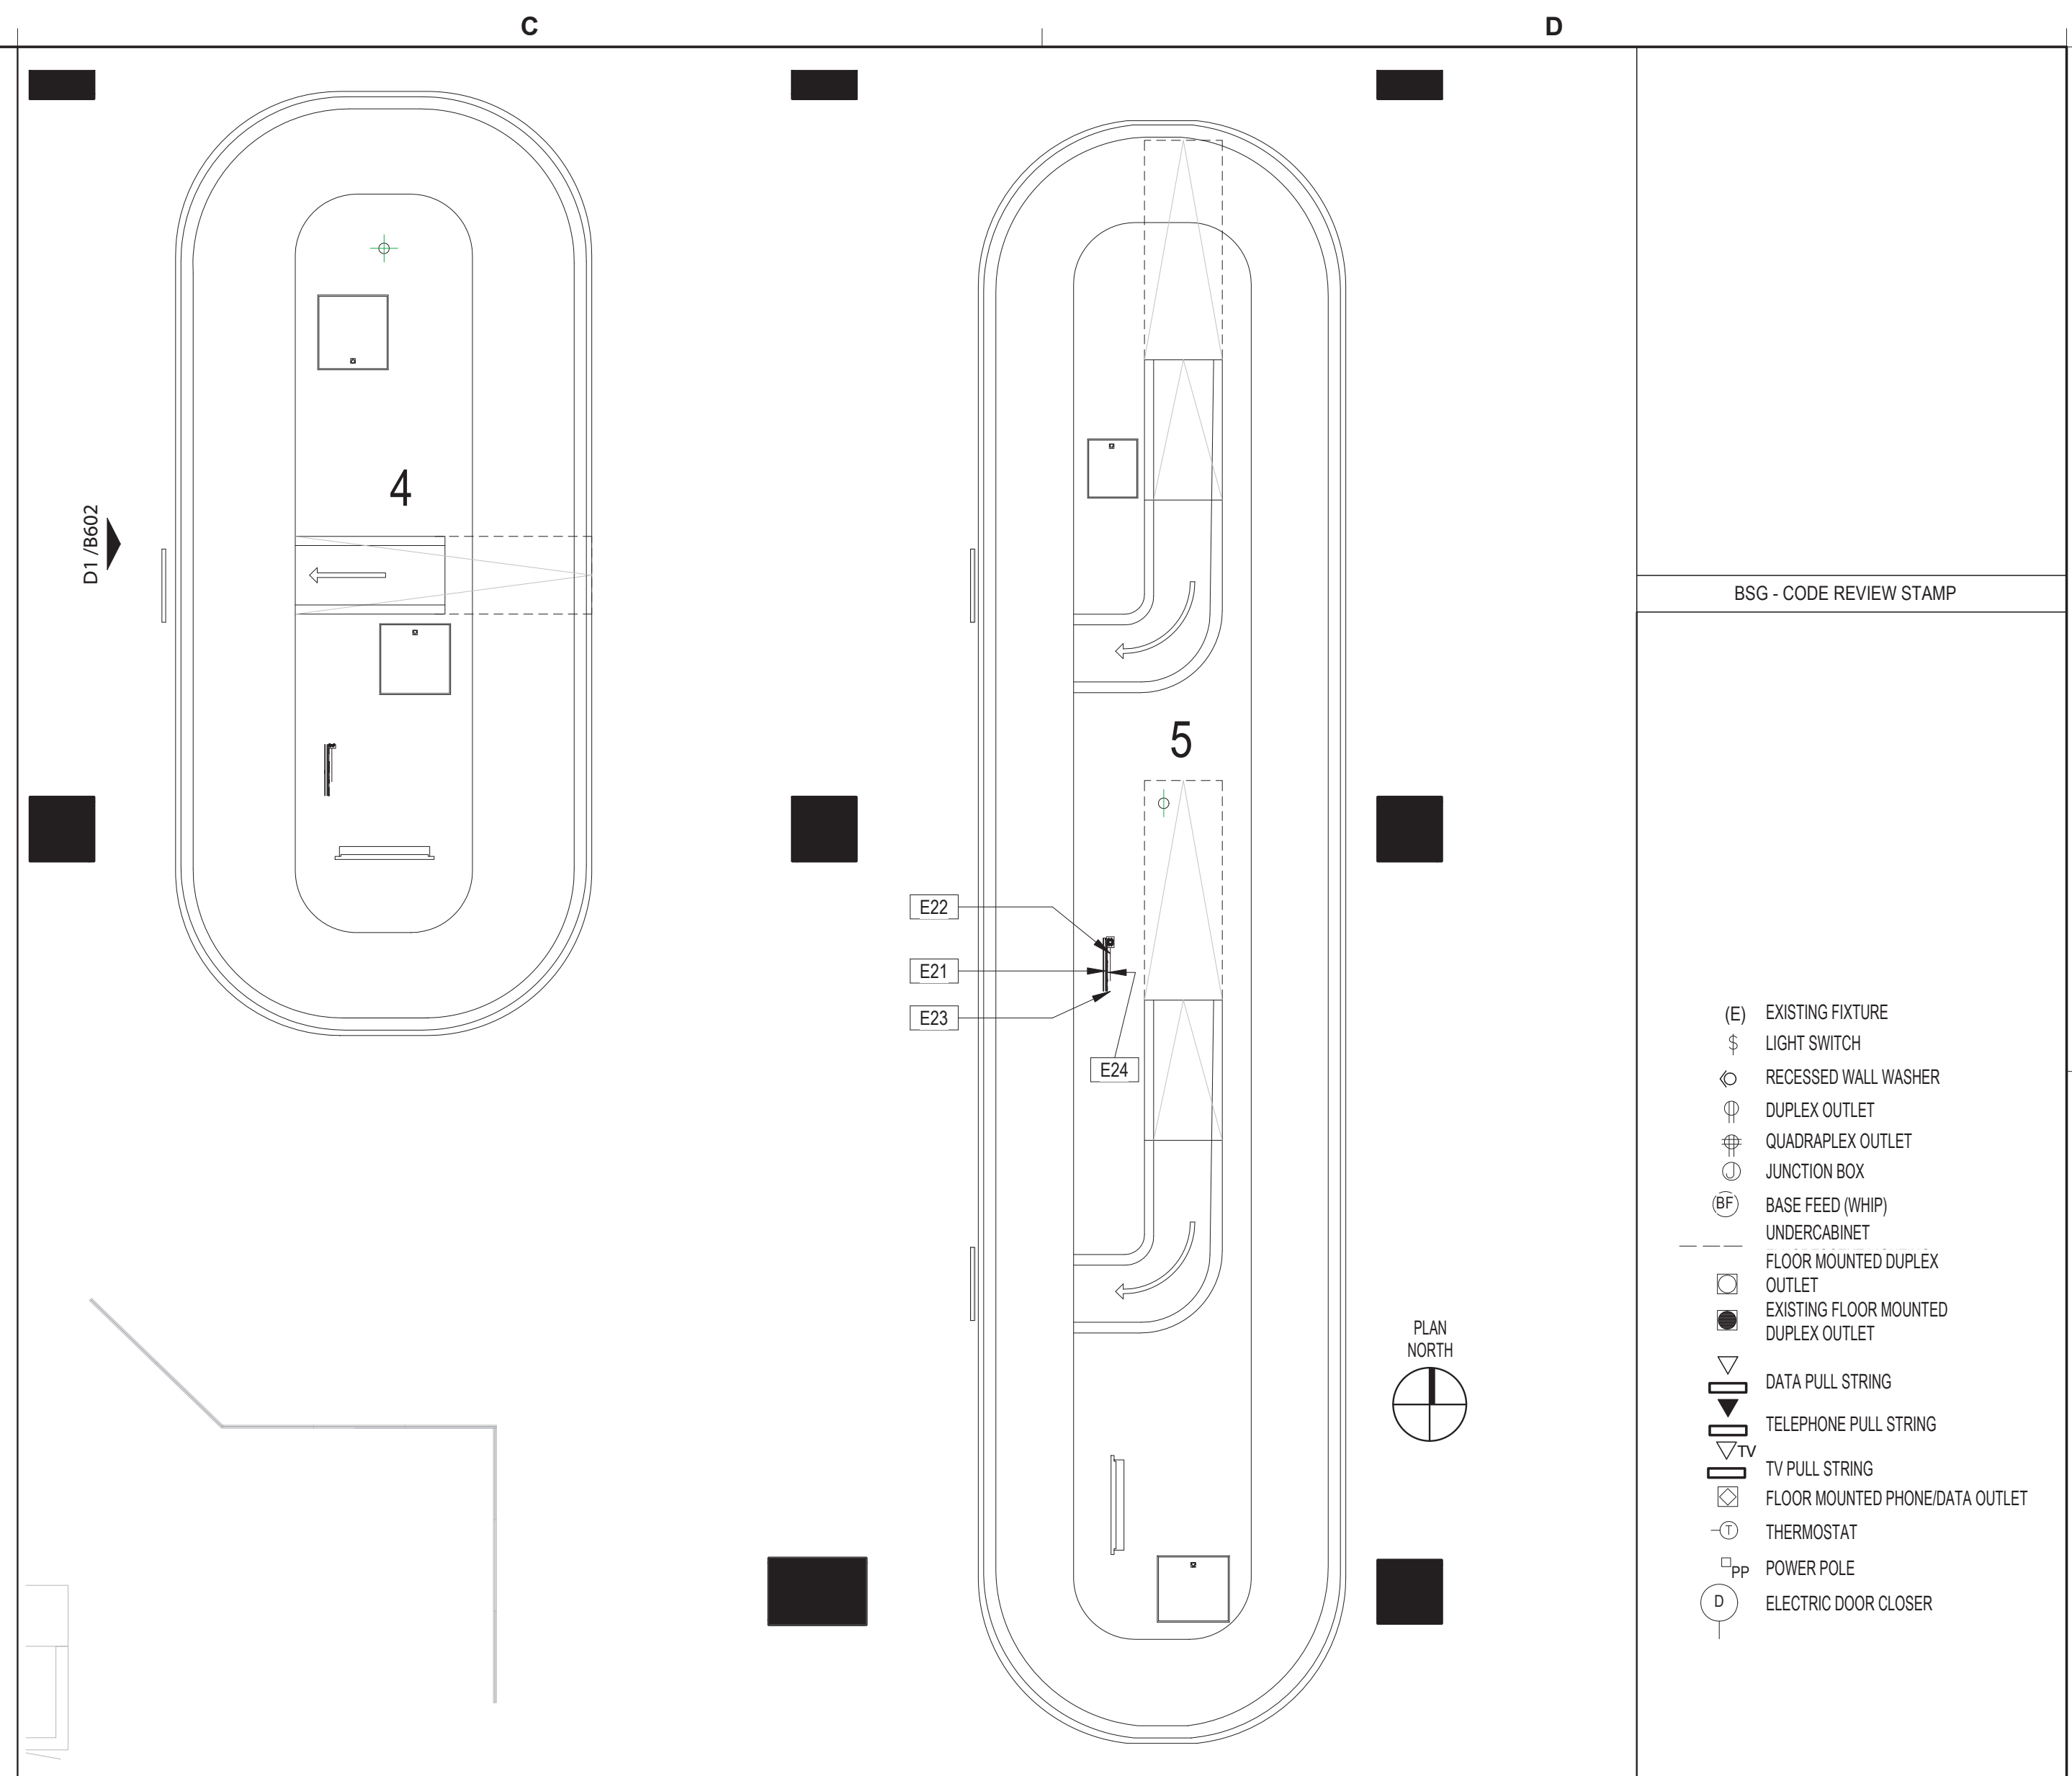 C
D
4
D1 /B602
5
E22
E21
E23
E24
PLAN
NORTH
BSG - CODE REVIEW STAMP
(E) EXISTING FIXTURE
$ LIGHT SWITCH
RECESSED WALL WASHER
DUPLEX OUTLET
QUADRAPLEX OUTLET
J JUNCTION BOX
BF BASE FEED (WHIP)
UNDERCABINET
FLOOR MOUNTED DUPLEX
OUTLET
EXISTING FLOOR MOUNTED
DUPLEX OUTLET
DATA PULL STRING
TELEPHONE PULL STRING
TV
TV PULL STRING
FLOOR MOUNTED PHONE/DATA OUTLET
T THERMOSTAT
PP POWER POLE
D ELECTRIC DOOR CLOSER